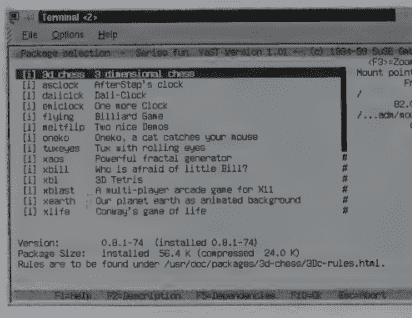 Terminal <2>
File Options Help
Package selection - Series fun YaST Version 1.01 -- (c) 1994-99 SuSE
<F3>=Zoom
[i] 3d_chess 3 dimensional chess
Mount point
[i] asclock AfterStep's clock
[i] daliclck Dali-Clock
/
[i] emiclock One more Clock
82.
[i] flying Billiard Game
/...adm/mo
[i] meltflip Two nice Demos
[i] oneko Oneko, a cat catches your mouse
[i] tuxeyes Tux with rolling eyes
[i] xaos Powerful fractal generator #
[i] xbill Who is afraid of little Bill? #
[i] xbl 3D Tetris #
[i] xblast A multi-player arcade game for X11 #
[i] xearth Our planet earth as animated background #
[i] xlife Conway's game of life #
Version: 0.8.1-74 (installed 0.8.1-74)
Package Size: installed 56.4 K (compressed 24.0 K)
Rules are to be found under /usr/doc/packages/3d-chess/3Dc-rules.html.
F1=Help F2=Description F5=Dependencies F10=OK Esc=Abort